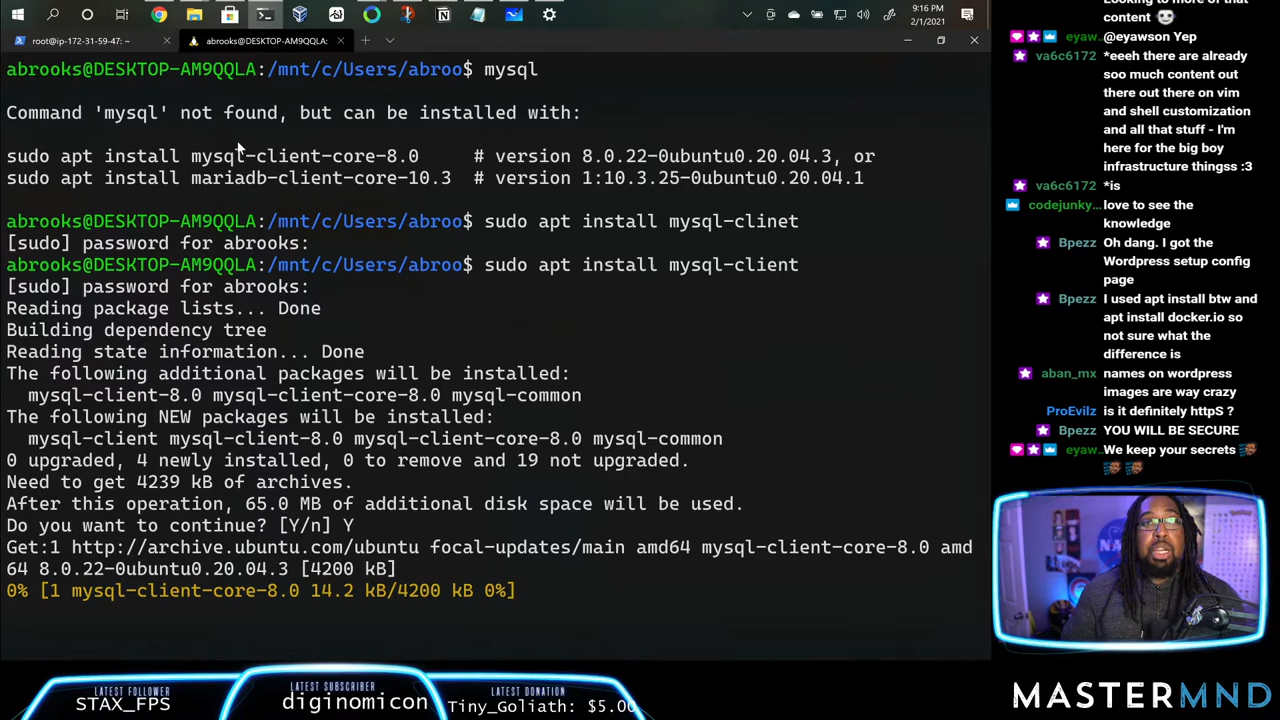 9:16 PM
2/1/2021
root@ip-172-31-59-47: ~
abrooks@DESKTOP-AM9QQLA:
abrooks@DESKTOP-AM9QQLA:/mnt/c/Users/abroo$ mysql
Command 'mysql' not found, but can be installed with:
sudo apt install mysql-client-core-8.0     # version 8.0.22-0ubuntu0.20.04.3, or
sudo apt install mariadb-client-core-10.3  # version 1:10.3.25-0ubuntu0.20.04.1
abrooks@DESKTOP-AM9QQLA:/mnt/c/Users/abroo$ sudo apt install mysql-clinet
[sudo] password for abrooks:
abrooks@DESKTOP-AM9QQLA:/mnt/c/Users/abroo$ sudo apt install mysql-client
[sudo] password for abrooks:
Reading package lists... Done
Building dependency tree
Reading state information... Done
The following additional packages will be installed:
mysql-client-8.0 mysql-client-core-8.0 mysql-common
The following NEW packages will be installed:
mysql-client mysql-client-8.0 mysql-client-core-8.0 mysql-common
0 upgraded, 4 newly installed, 0 to remove and 19 not upgraded.
Need to get 4239 kB of archives.
After this operation, 65.0 MB of additional disk space will be used.
Do you want to continue? [Y/n] Y
Get:1 http://archive.ubuntu.com/ubuntu focal-updates/main amd64 mysql-client-core-8.0 amd
64 8.0.22-0ubuntu0.20.04.3 [4200 kB]
0% [1 mysql-client-core-8.0 14.2 kB/4200 kB 0%]
content
eyaw... @eyawson Yep
va6c6172 *eeeh there are already
soo much content out
there out there on vim
and shell customization
and all that stuff - I'm
here for the big boy
infrastructure thingss :3
va6c6172 *is
codejunky... love to see the
knowledge
Bpezz Oh dang. I got the
Wordpress setup config
page
Bpezz I used apt install btw and
apt install docker.io so
not sure what the
difference is
aban_mx names on wordpress
images are way crazy
ProEvilz is it definitely httpS ?
Bpezz YOU WILL BE SECURE
eyaw... We keep your secrets
LATEST FOLLOWER
STAX_FPS
LATEST SUBSCRIBER
diginomicon
LATEST DONATION
Tiny_Goliath: $5.00
MASTERMND